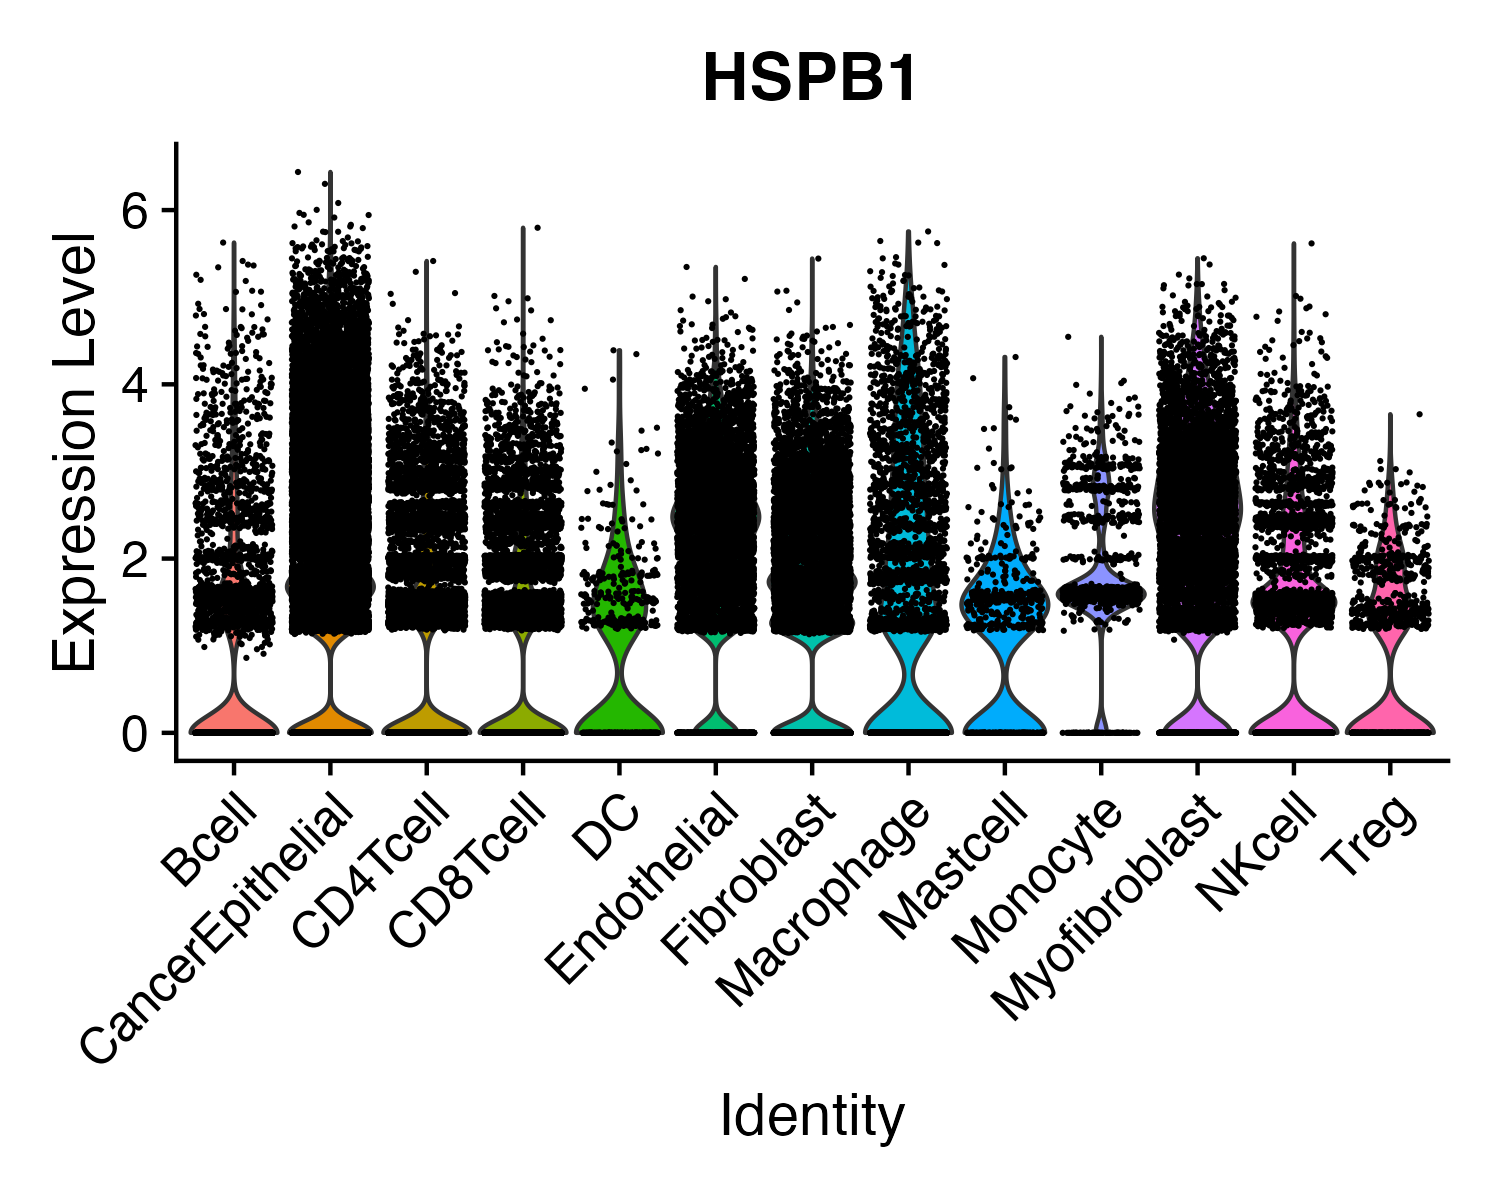 HSPB1
Expression Level
6
4
2
0
Bcell
CancerEpithelial
CD4Tcell
CD8Tcell
DC
Endothelial
Fibroblast
Macrophage
Mastcell
Monocyte
Myofibroblast
NKcell
Treg
Identity